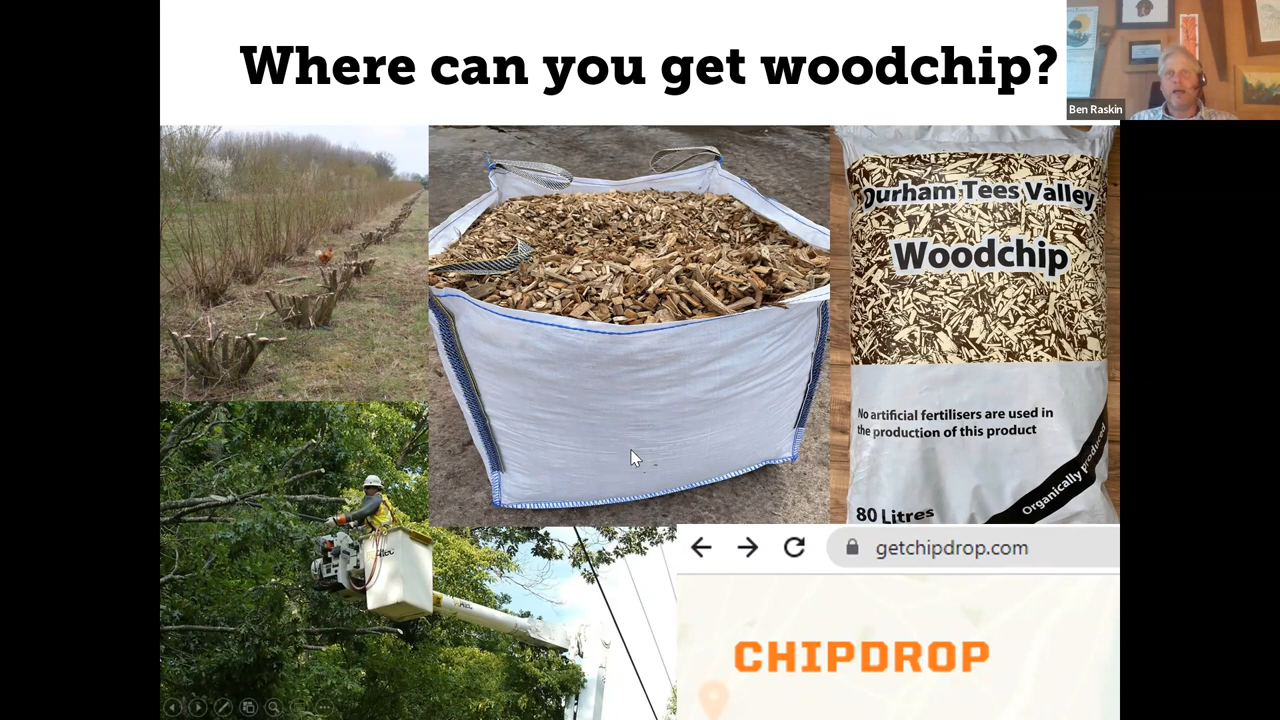 Where can you get woodchip?
Ben Raskin
Durham Tees Valley
Woodchip
No artificial fertilisers are used in
the production of this product
Organically produced
80 Litres
getchipdrop.com
CHIPDROP